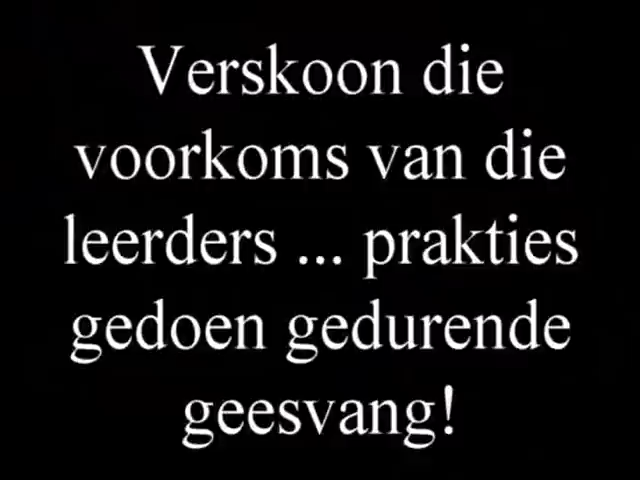 Verskoon die
voorkoms van die
leerders ... prakties
gedoen gedurende
geesvang!